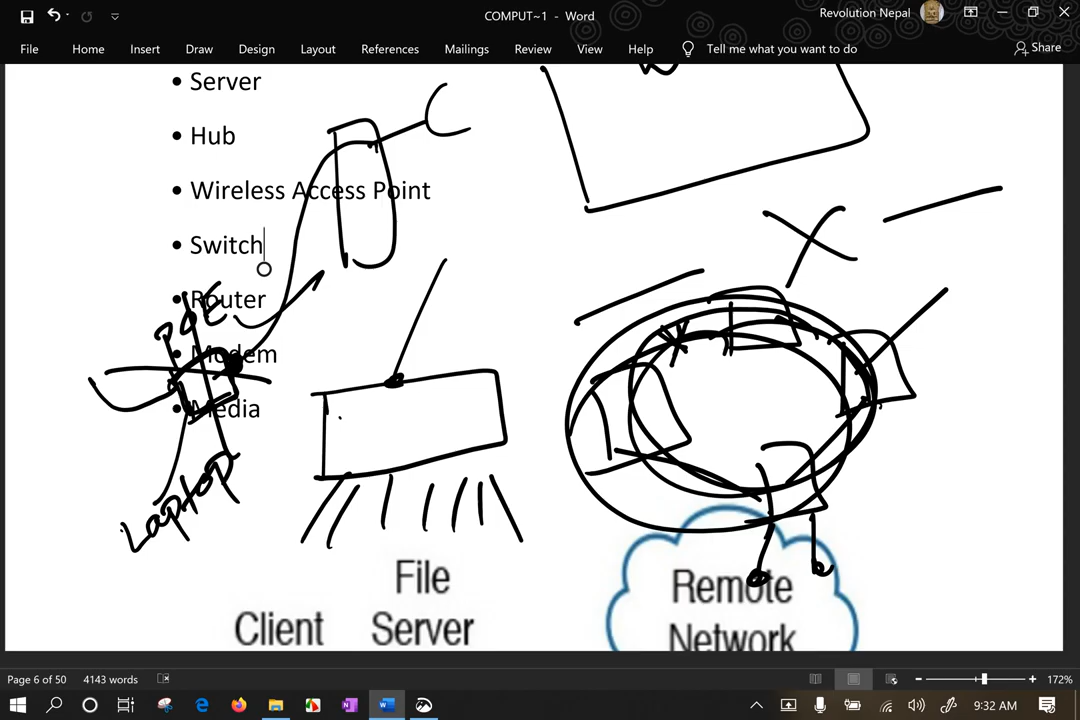 COMPUT~1 - Word
Revolution Nepal
File Home Insert Draw Design Layout References Mailings Review View Help Tell me what you want to do Share
• Server
• Hub
• Wireless Access Point
• Switch
• Router
• Modem
• Media
POE
Laptop
File
Client Server
Remote
Network
Page 6 of 50 4143 words 172%
9:32 AM